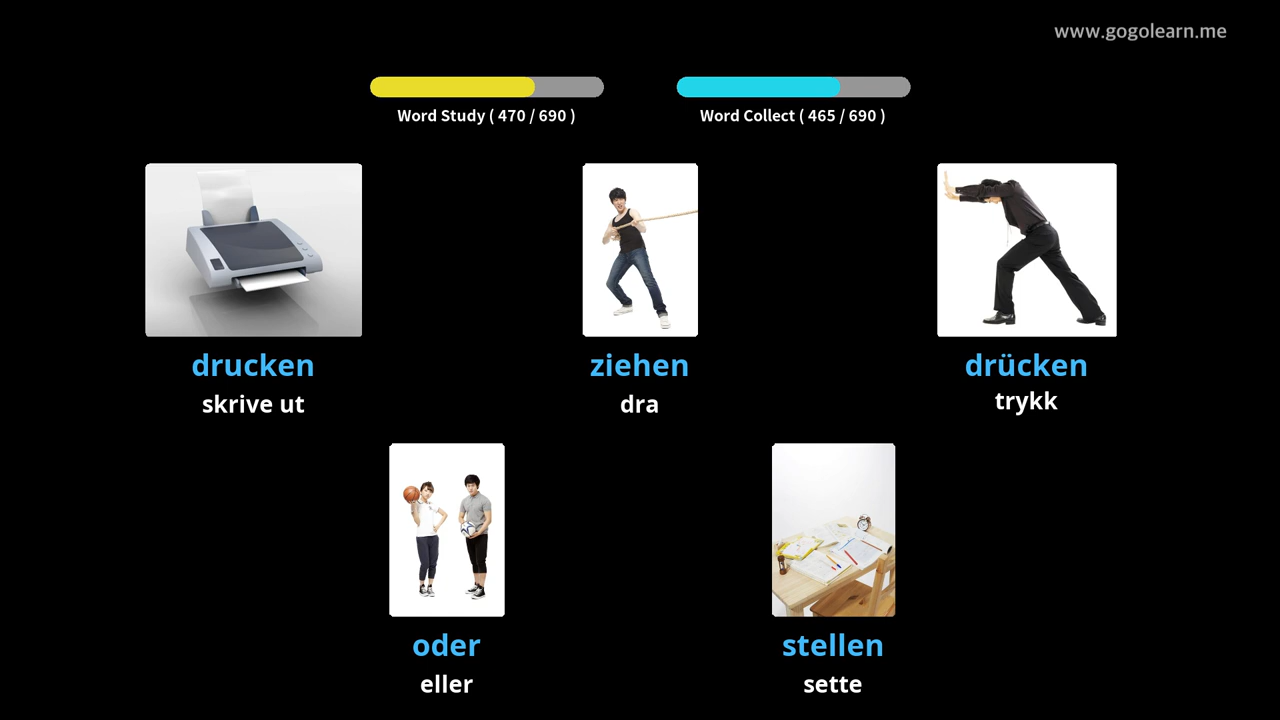 www.gogolearn.me
Word Study ( 470 / 690 )
Word Collect ( 465 / 690 )
drucken
skrive ut
ziehen
dra
drücken
trykk
oder
eller
stellen
sette